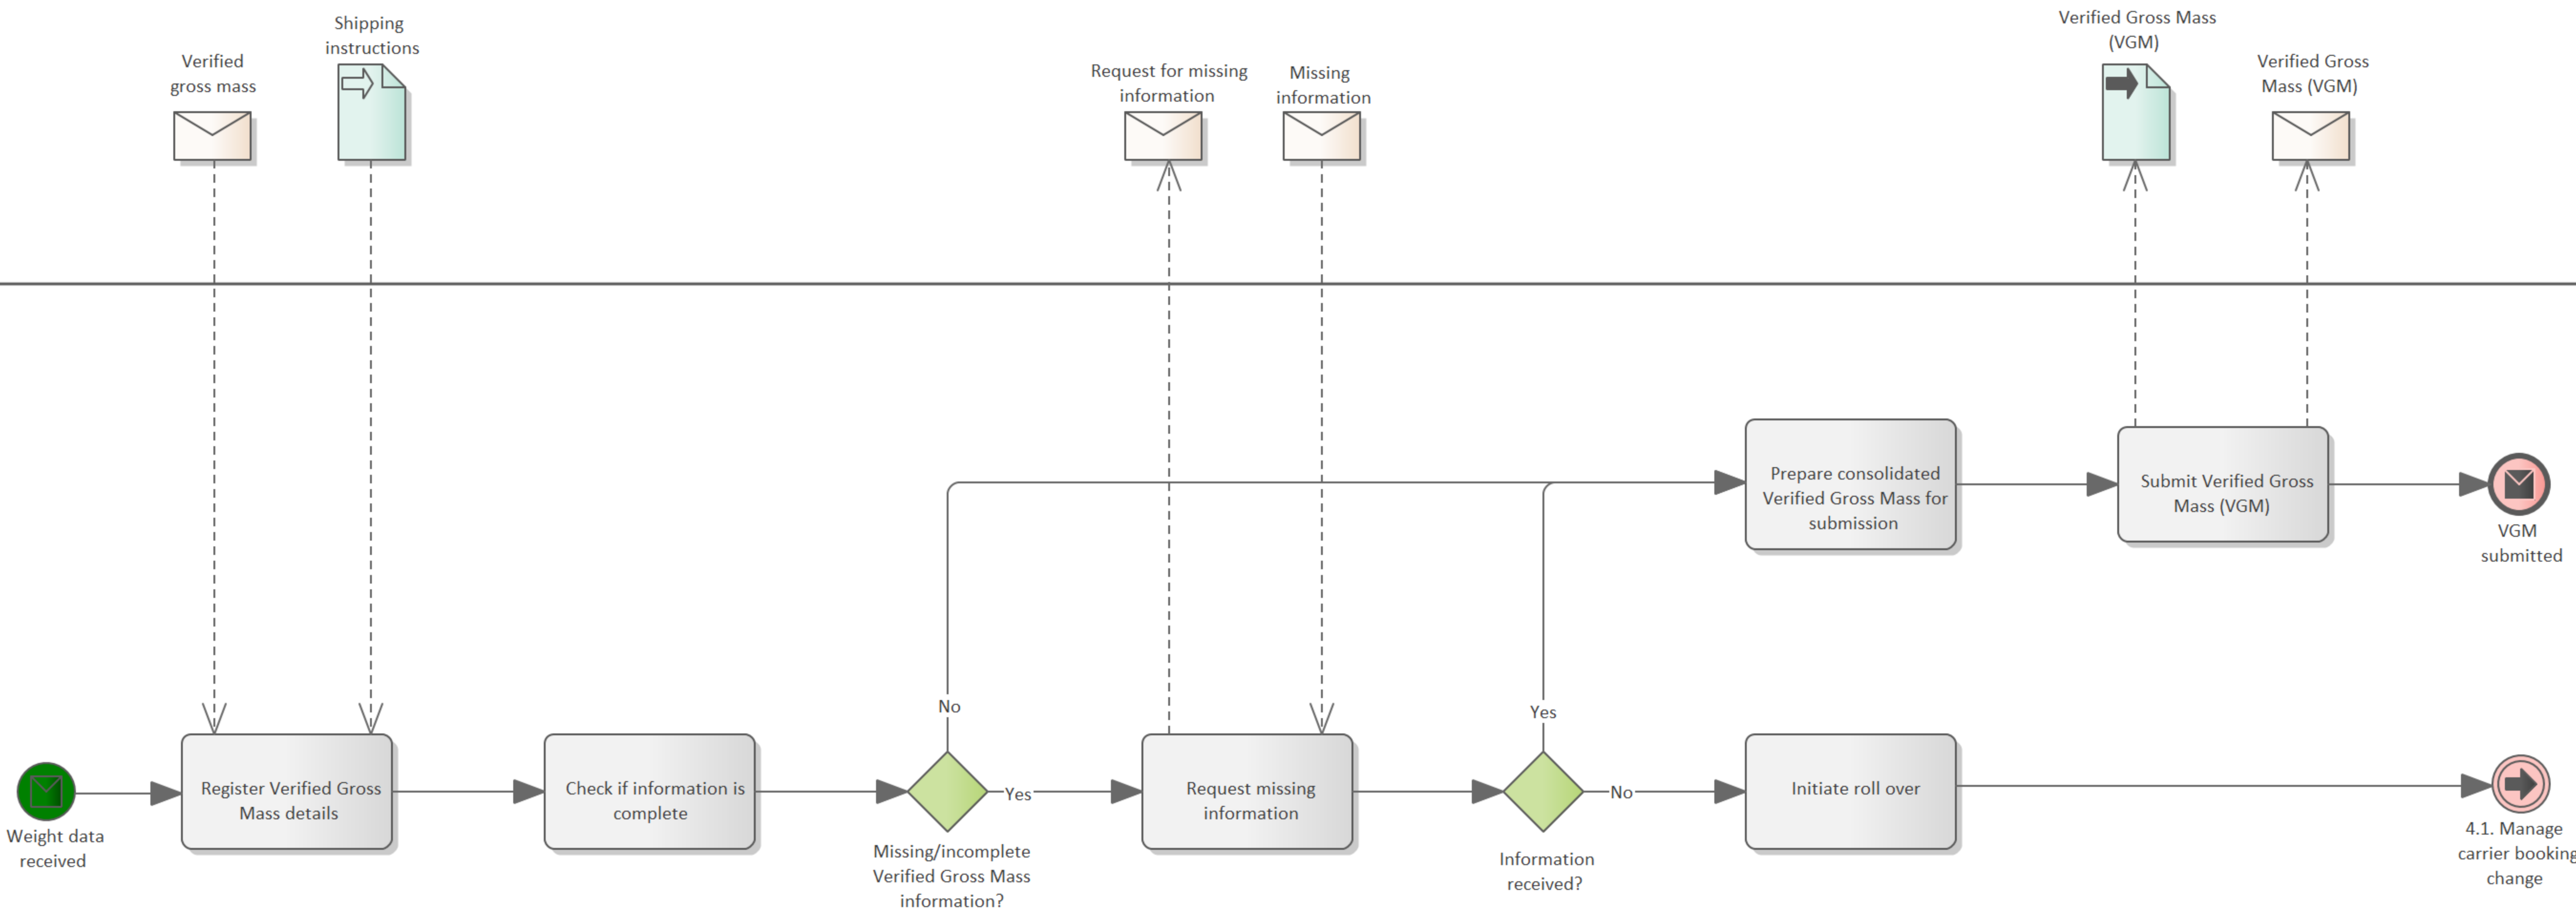 Shipping
instructions
Verified
gross mass
Request for missing
information
Missing
information
Verified Gross Mass
(VGM)
Verified Gross
Mass (VGM)
Prepare consolidated
Verified Gross Mass for
submission
Submit Verified Gross
Mass (VGM)
VGM
submitted
No
Yes
Weight data
received
Register Verified Gross
Mass details
Check if information is
complete
Missing/incomplete
Verified Gross Mass
information?
Yes
Request missing
information
Information
received?
No
Initiate roll over
4.1. Manage
carrier booking
change